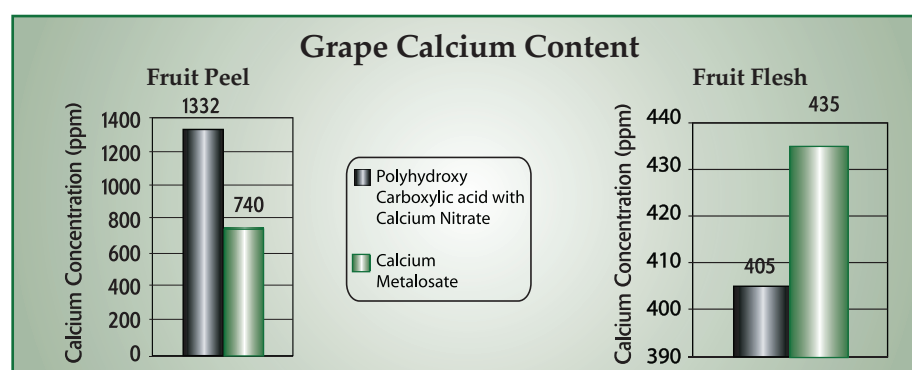 Grape Calcium Content
Fruit Peel
1332
1400
1200
1000
800
600
400
200
0
740
Calcium Concentration (ppm)
Polyhydroxy
Carboxylic acid with
Calcium Nitrate
Calcium
Metalosate
Fruit Flesh
435
440
430
420
410
400
390
405
Calcium Concentration (ppm)